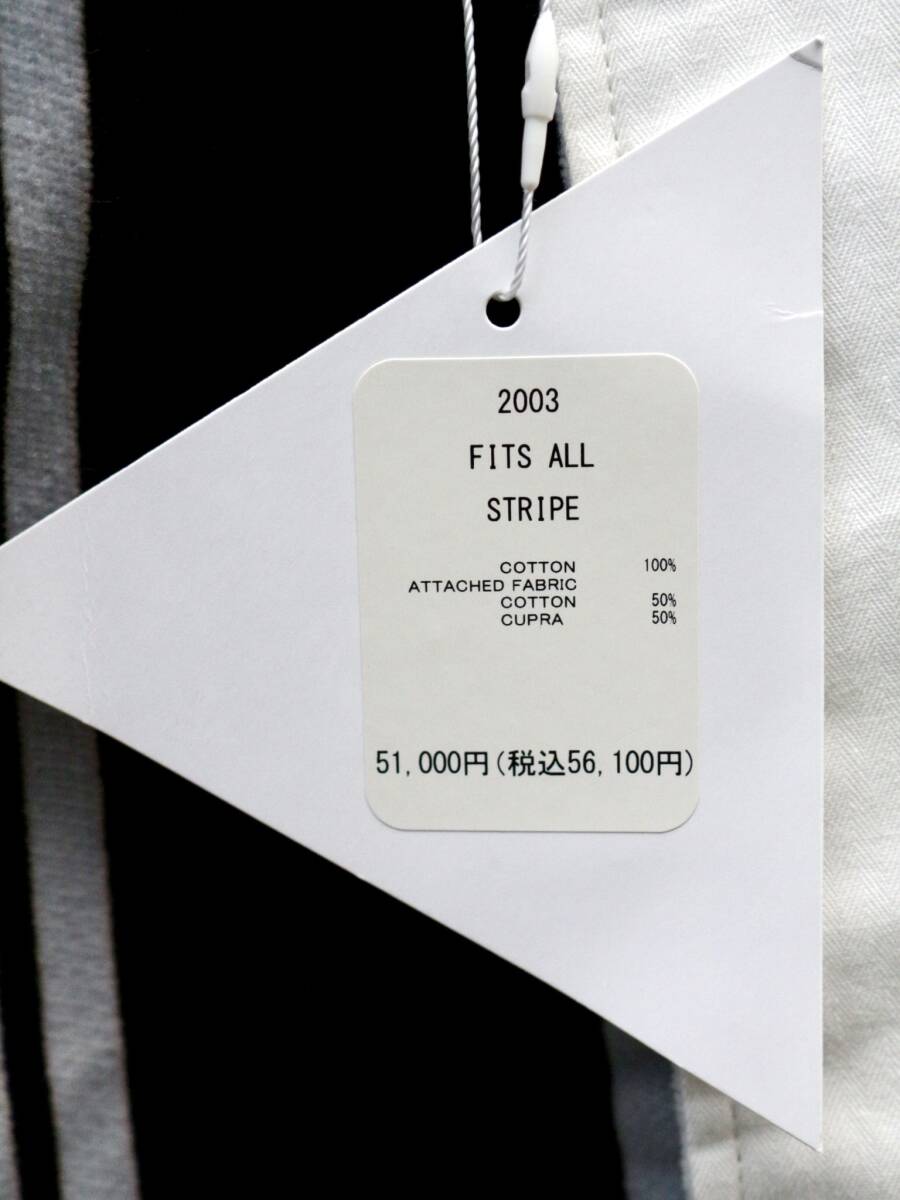 2003
FITS ALL
STRIPE
COTTON 100%
ATTACHED FABRIC
COTTON 50%
CUPRA 50%
51,000円(税込56,100円)